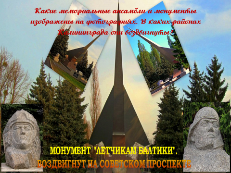 Какие мемориальные ансамбли и монументы
изображены на фотографиях. В каких районах
Калининграда они воздвигнуты?
МОНУМЕНТ "ЛЕТЧИКАМ БАЛТИКИ".
ВОЗДВИГНУТ НА СОВЕТСКОМ ПРОСПЕКТЕ